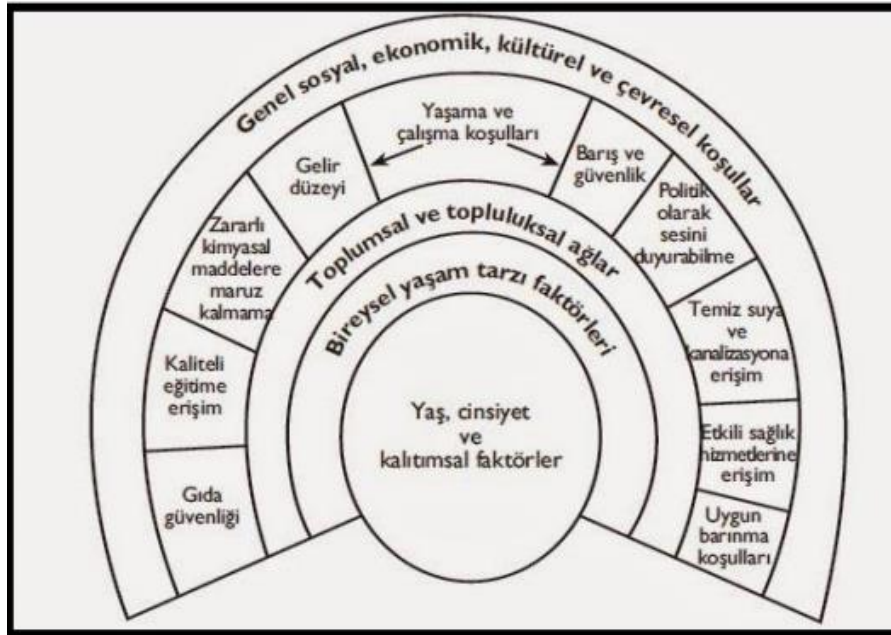 Genel sosyal, ekonomik, kültürel ve çevresel koşullar
Yaşama ve
çalışma koşulları
Gelir
düzeyi
Barış ve
güvenlik
Zararlı
kimyasal
maddelere
maruz
kalmama
Politik
olarak
sesini
duyurabilme
Toplumsal ve topluluksal ağlar
Bireysel yaşam tarzı faktörleri
Kaliteli
eğitime
erişim
Temiz suya
ve
kanalizasyona
erişim
Yaş, cinsiyet
ve
kalıtımsal faktörler
Gıda
güvenliği
Etkili sağlık
hizmetlerine
erişim
Uygun
barınma
koşulları